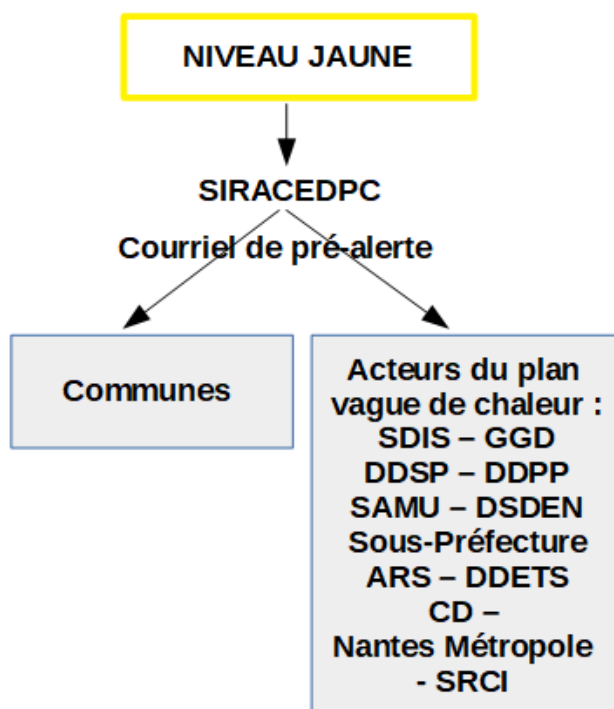 NIVEAU JAUNE
SIRACEDPC
Courriel de pré-alerte
Communes
Acteurs du plan
vague de chaleur :
SDIS – GGD
DDSP – DDPP
SAMU – DSDEN
Sous-Préfecture
ARS – DDETS
CD –
Nantes Métropole
- SRCI